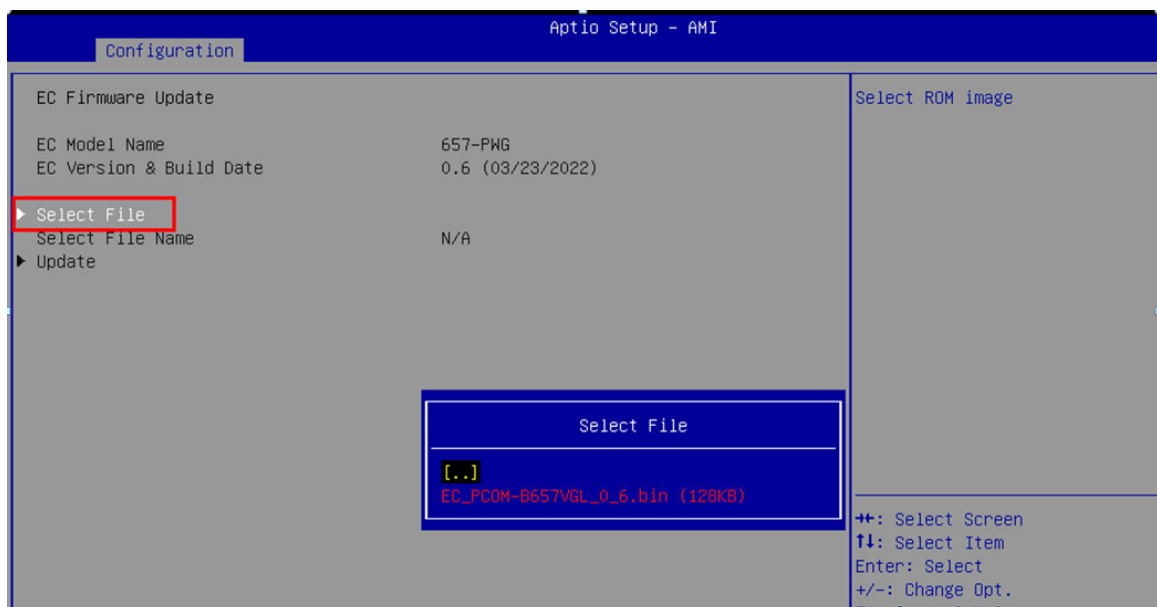 Aptio Setup - AMI
Configuration
EC Firmware Update
Select ROM image
EC Model Name 657-PWG
EC Version & Build Date 0.6 (03/23/2022)
Select File
Select File Name N/A
Update
Select File
[..]
EC_PCOM-B657VGL_0_6.bin (128KB)
→←: Select Screen
↑↓: Select Item
Enter: Select
+/-: Change Opt.